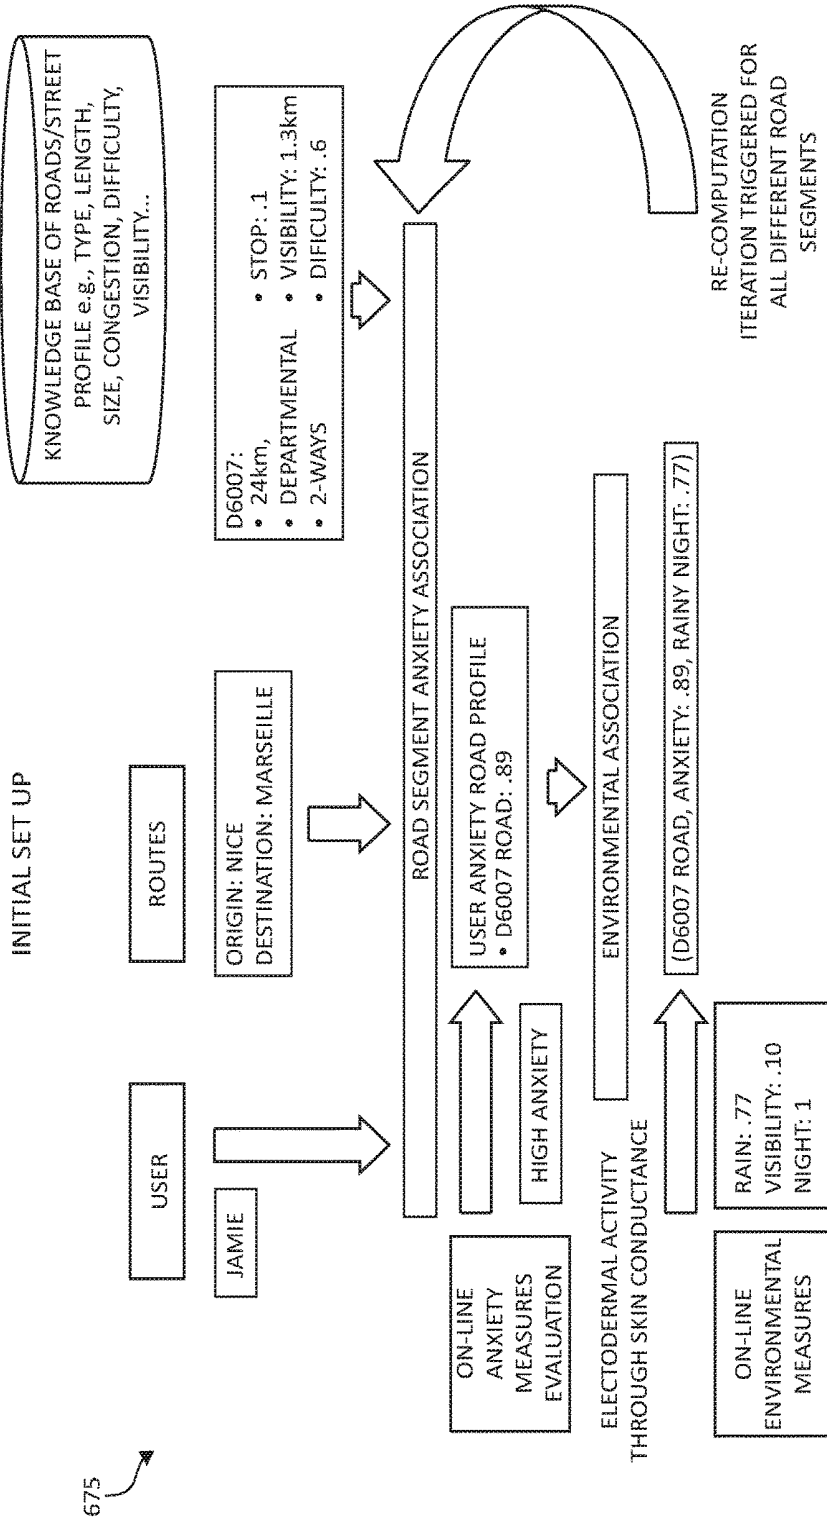 675
INITIAL SET UP
USER
ROUTES
KNOWLEDGE BASE OF ROADS/STREET
PROFILE e.g., TYPE, LENGTH,
SIZE, CONGESTION, DIFFICULTY,
VISIBILITY...
JAMIE
ORIGIN: NICE
DESTINATION: MARSEILLE
D6007:
• 24km,
• DEPARTMENTAL
• 2-WAYS
• STOP: .1
• VISIBILITY: 1.3km
• DIFICULTY: .6
ROAD SEGMENT ANXIETY ASSOCIATION
ON-LINE
ANXIETY
MEASURES
EVALUATION
HIGH ANXIETY
USER ANXIETY ROAD PROFILE
• D6007 ROAD: .89
ELECTODERMAL ACTIVITY
THROUGH SKIN CONDUCTANCE
ENVIRONMENTAL ASSOCIATION
ON-LINE
ENVIRONMENTAL
MEASURES
RAIN: .77
VISIBILITY: .10
NIGHT: 1
(D6007 ROAD, ANXIETY: .89, RAINY NIGHT: .77)
RE-COMPUTATION
ITERATION TRIGGERED FOR
ALL DIFFERENT ROAD
SEGMENTS